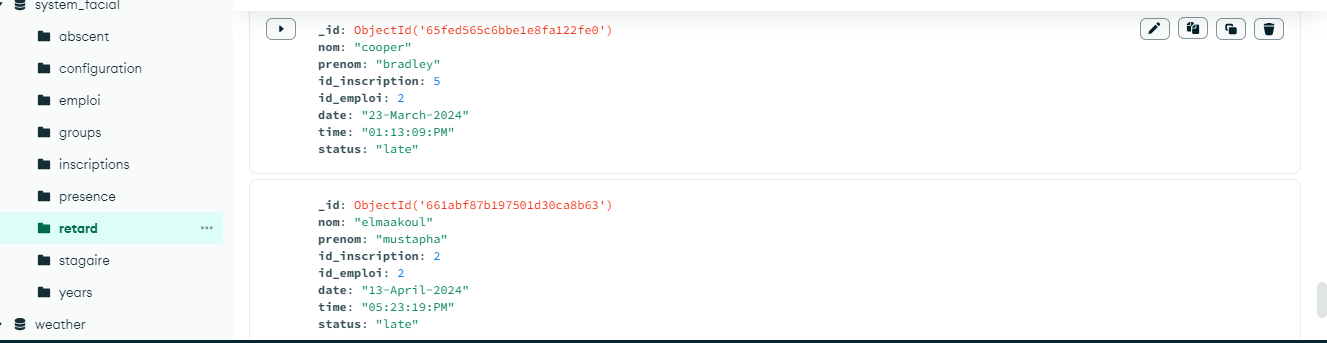 system_facial
abscent
configuration
emploi
groups
inscriptions
presence
retard
stagaire
years
weather
_id: ObjectId('65fed565c6bbe1e8fa122fe0')
nom: "cooper"
prenom: "bradley"
id_inscription: 5
id_emploi: 2
date: "23-March-2024"
time: "01:13:09:PM"
status: "late"
_id: ObjectId('661abf87b197501d30ca8b63')
nom: "elmaakoul"
prenom: "mustapha"
id_inscription: 2
id_emploi: 2
date: "13-April-2024"
time: "05:23:19:PM"
status: "late"